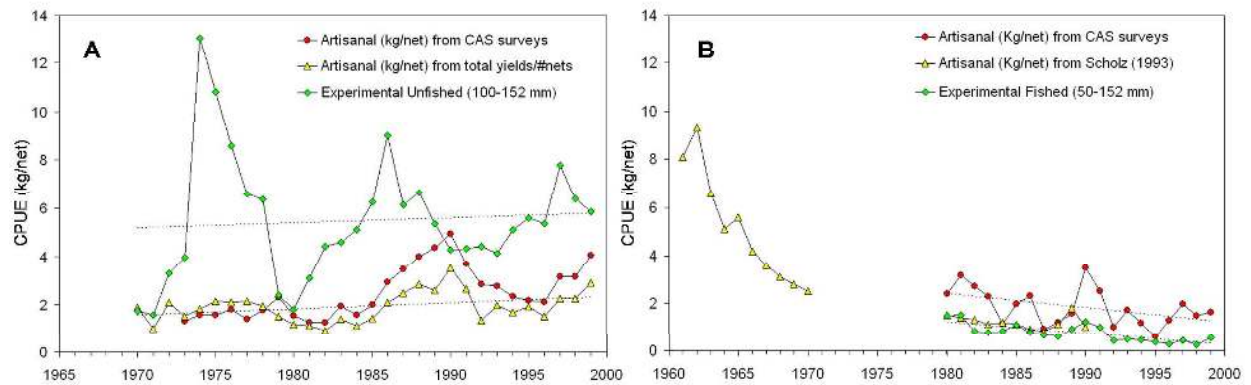 A
Artisanal (kg/net) from CAS surveys
Artisanal (kg/net) from total yields/#nets
Experimental Unfished (100-152 mm)
CPUE (kg/net)
14
12
10
8
6
4
2
0
1965 1970 1975 1980 1985 1990 1995 2000
B
Artisanal (Kg/net) from CAS surveys
Artisanal (Kg/net) from Scholz (1993)
Experimental Fished (50-152 mm)
CPUE (kg/net)
14
12
10
8
6
4
2
0
1960 1965 1970 1975 1980 1985 1990 1995 2000